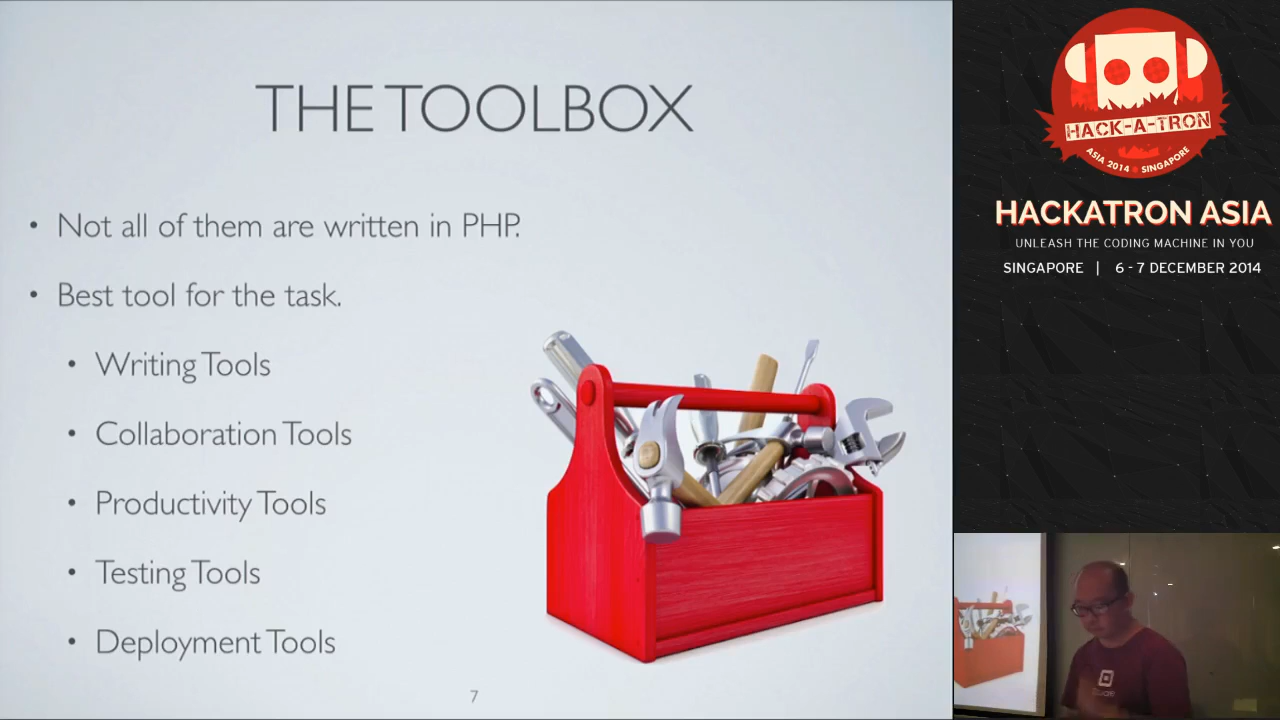 THE TOOLBOX
• Not all of them are written in PHP.
• Best tool for the task.
• Writing Tools
• Collaboration Tools
• Productivity Tools
• Testing Tools
• Deployment Tools
7
HACK-A-TRON
ASIA 2014 SINGAPORE
HACKATRON ASIA
UNLEASH THE CODING MACHINE IN YOU
SINGAPORE | 6 - 7 DECEMBER 2014